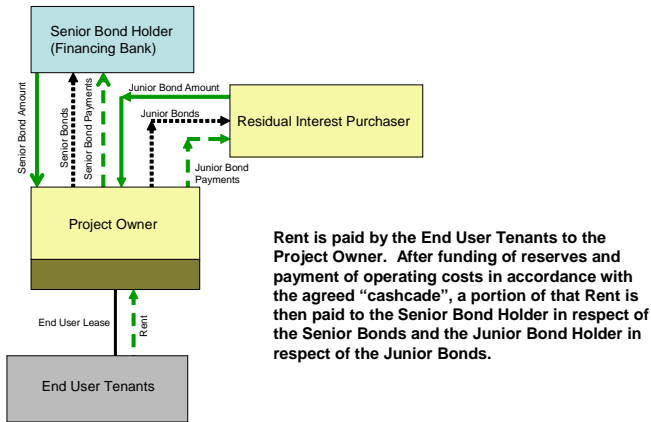 Senior Bond Holder
(Financing Bank)
Senior Bond Amount
Senior Bonds
Senior Bond Payments
Junior Bond Amount
Junior Bonds
Residual Interest Purchaser
Junior Bond
Payments
Project Owner
Rent is paid by the End User Tenants to the
Project Owner. After funding of reserves and
payment of operating costs in accordance with
the agreed “cashcade”, a portion of that Rent is
then paid to the Senior Bond Holder in respect of
the Senior Bonds and the Junior Bond Holder in
respect of the Junior Bonds.
End User Lease
Rent
End User Tenants